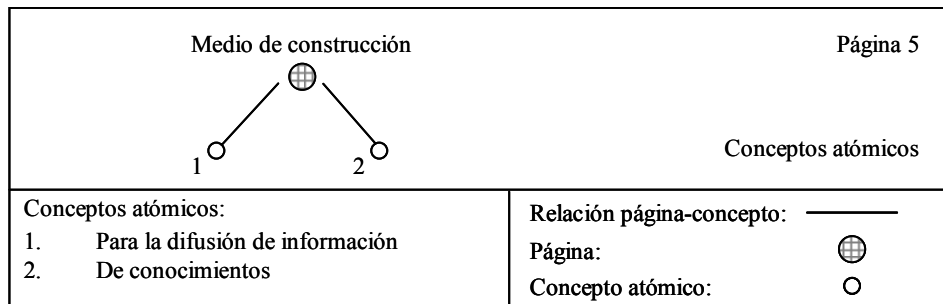 Medio de construcción
Página 5
1
2
Conceptos atómicos
Conceptos atómicos:
1. Para la difusión de información
2. De conocimientos
Relación página-concepto:
Página:
Concepto atómico: